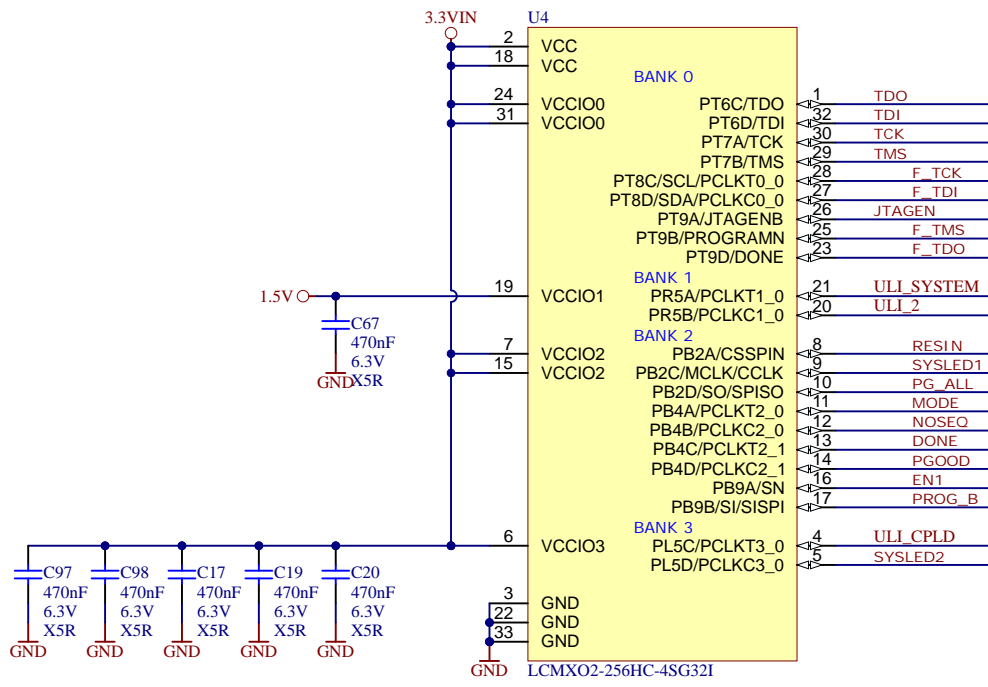 3.3VIN
U4
2 VCC
18 VCC
BANK 0
24 VCCIO0 PT6C/TDO 1 TDO
31 VCCIO0 PT6D/TDI 32 TDI
PT7A/TCK 30 TCK
PT7B/TMS 29 TMS
PT8C/SCL/PCLKT0_0 28 F_TCK
PT8D/SDA/PCLKC0_0 27 F_TDI
PT9A/JTAGENB 26 JTAGEN
PT9B/PROGRAMN 25 F_TMS
PT9D/DONE 23 F_TDO
BANK 1
1.5V 19 VCCIO1 PR5A/PCLKT1_0 21 ULI_SYSTEM
PR5B/PCLKC1_0 20 ULI_2
C67
470nF
6.3V
X5R
GND
BANK 2
7 VCCIO2 PB2A/CSSPIN 8 RESIN
15 VCCIO2 PB2C/MCLK/CCLK 9 SYSLED1
PB2D/SO/SPISO 10 PG_ALL
PB4A/PCLKT2_0 11 MODE
PB4B/PCLKC2_0 12 NOSEQ
PB4C/PCLKT2_1 13 DONE
PB4D/PCLKC2_1 14 PGOOD
PB9A/SN 16 EN1
PB9B/SI/SISPI 17 PROG_B
BANK 3
6 VCCIO3 PL5C/PCLKT3_0 4 ULI_CPLD
PL5D/PCLKC3_0 5 SYSLED2
C97 C98 C17 C19 C20
470nF 470nF 470nF 470nF 470nF
6.3V 6.3V 6.3V 6.3V 6.3V
X5R X5R X5R X5R X5R
GND GND GND GND GND
3 GND
22 GND
33 GND
GND
LCMXO2-256HC-4SG32I